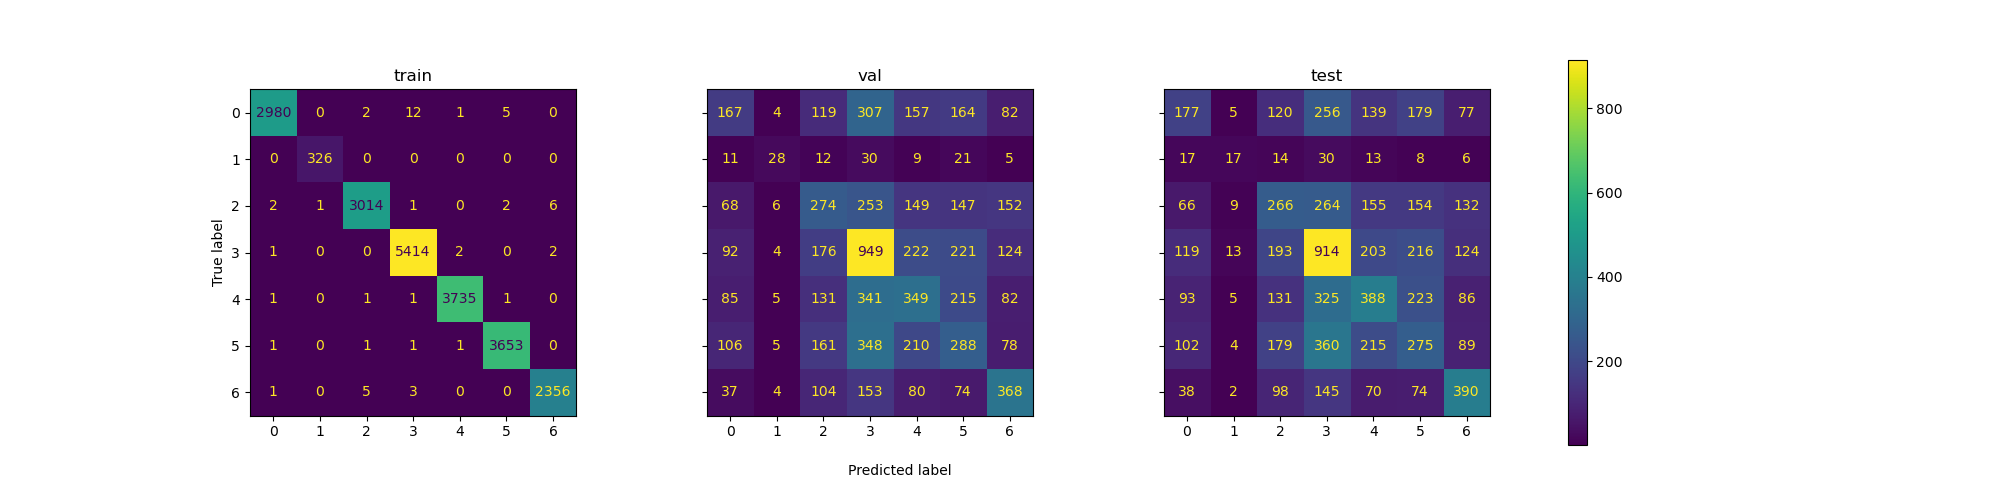 train
val
test
0 2980 0 2 12 1 5 0
167 4 119 307 157 164 82
177 5 120 256 139 179 77
1 0 326 0 0 0 0 0
11 28 12 30 9 21 5
17 17 14 30 13 8 6
2 2 1 3014 1 0 2 6
68 6 274 253 149 147 152
66 9 266 264 155 154 132
3 1 0 0 5414 2 0 2
92 4 176 949 222 221 124
119 13 193 914 203 216 124
4 1 0 1 1 3735 1 0
85 5 131 341 349 215 82
93 5 131 325 388 223 86
5 1 0 1 1 1 3653 0
106 5 161 348 210 288 78
102 4 179 360 215 275 89
6 1 0 5 3 0 0 2356
37 4 104 153 80 74 368
38 2 98 145 70 74 390
0 1 2 3 4 5 6
0 1 2 3 4 5 6
0 1 2 3 4 5 6
True label
Predicted label
800
600
400
200